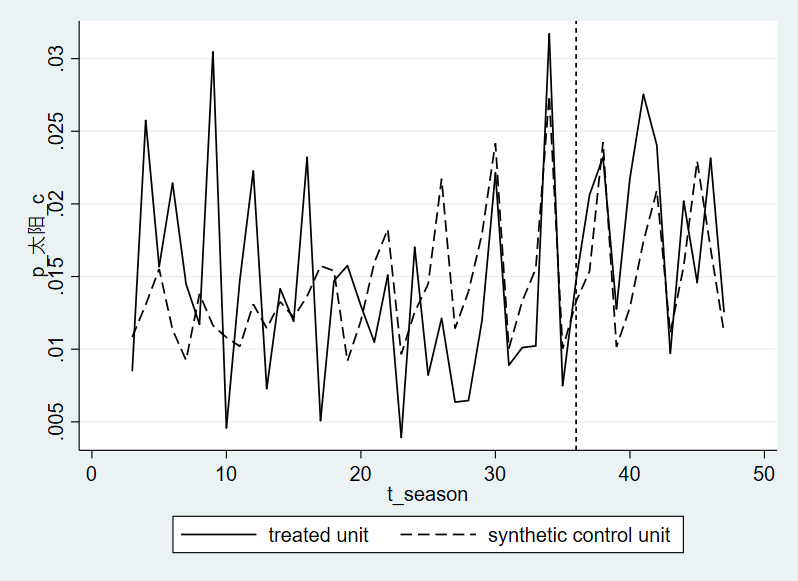 p_太阳_c
.03
.025
.02
.015
.01
.005
0 10 20 30 40 50
t_season
treated unit synthetic control unit